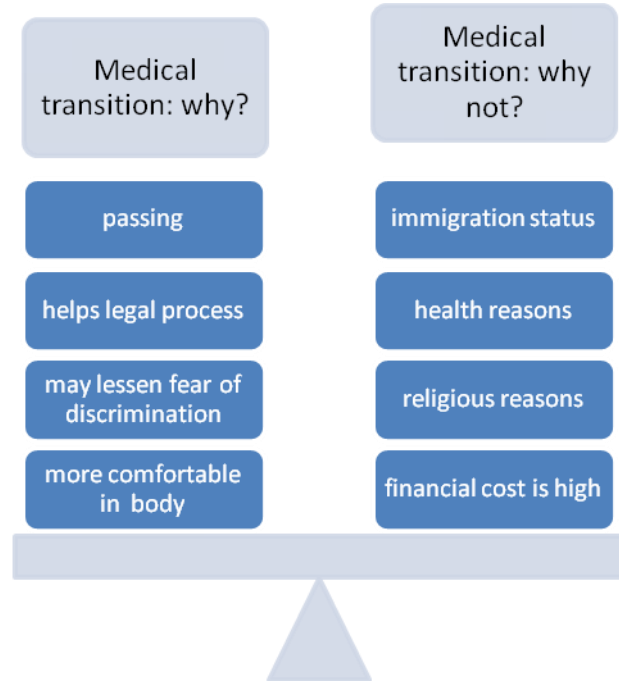 Medical
transition: why?
passing
helps legal process
may lessen fear of
discrimination
more comfortable
in body
Medical
transition: why
not?
immigration status
health reasons
religious reasons
financial cost is high